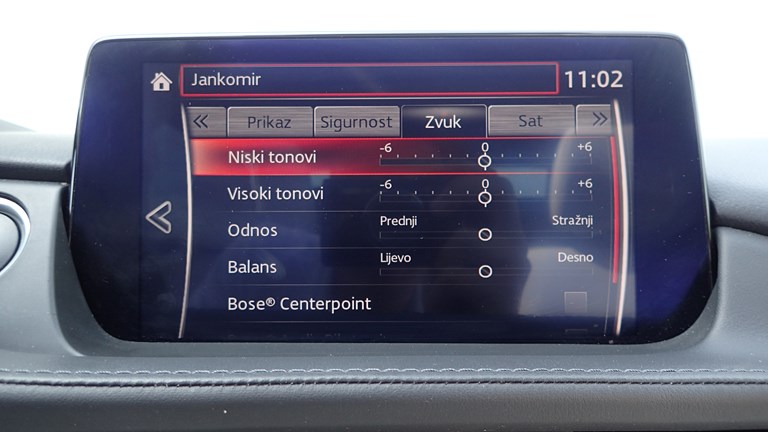 Jankomir 11:02
« Prikaz Sigurnost Zvuk Sat »
Niski tonovi -6 0 +6
Visoki tonovi -6 0 +6
Odnos Prednji Stražnji
Balans Lijevo Desno
Bose® Centerpoint